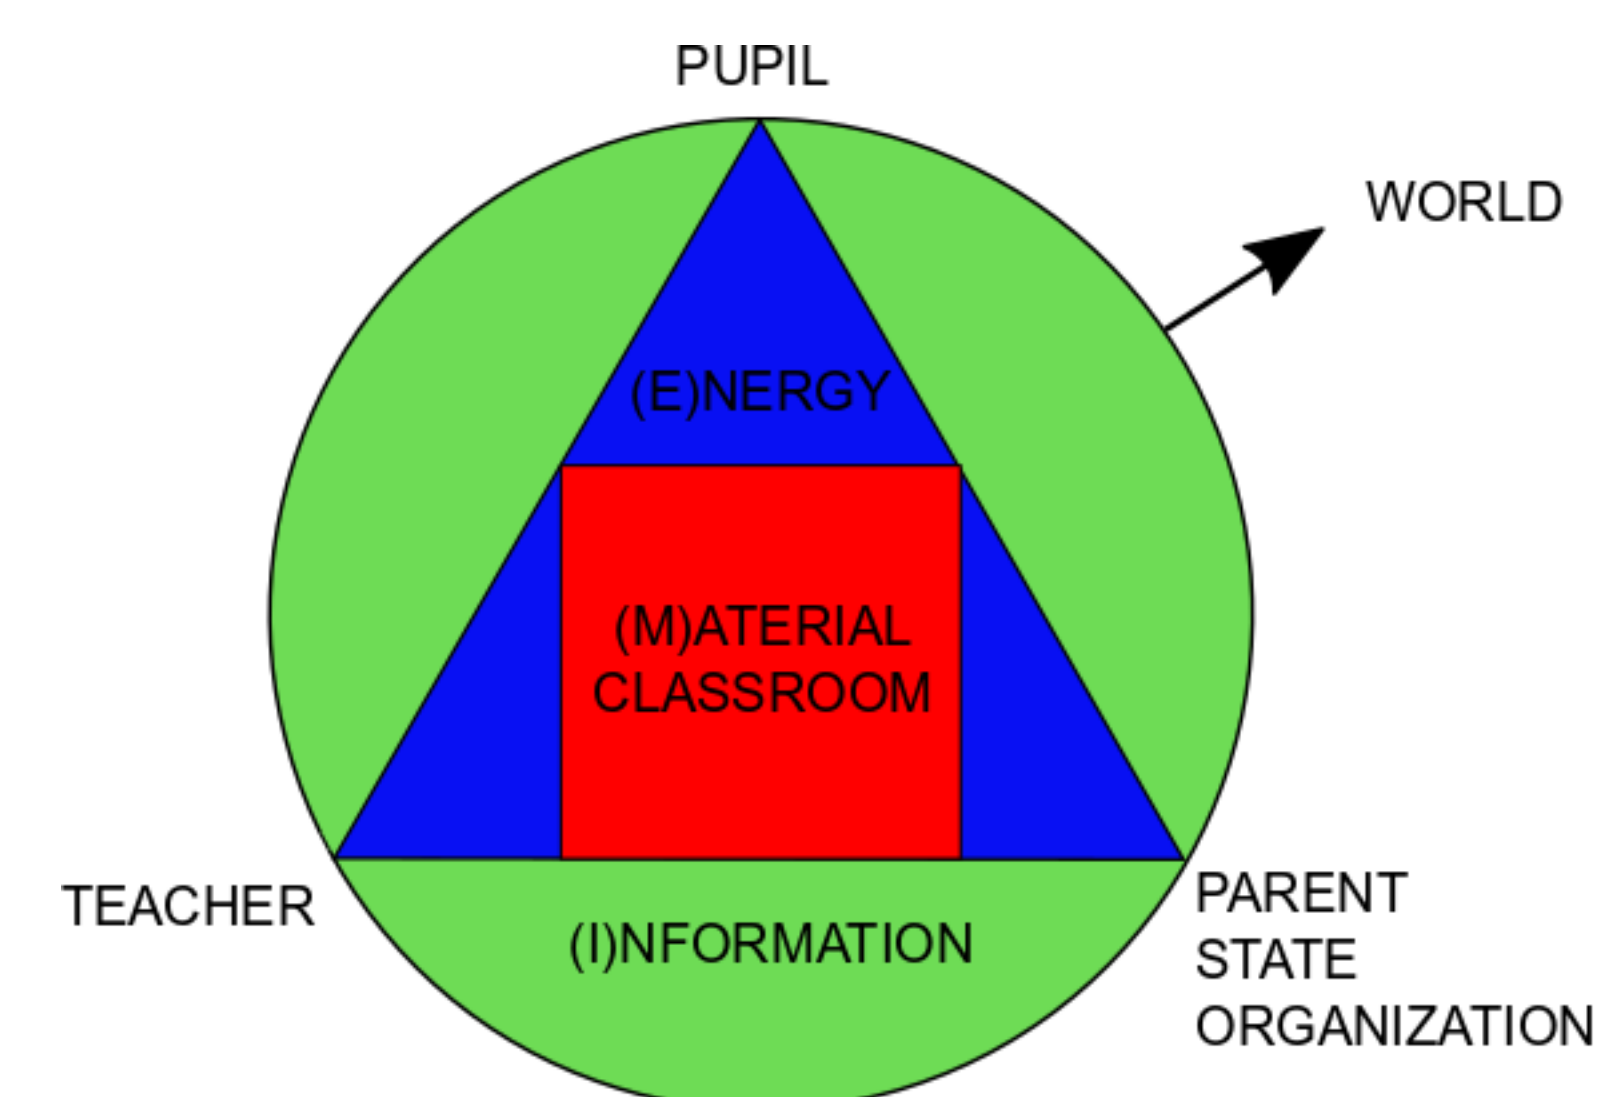 PUPIL
WORLD
(E)NERGY
(M)ATERIAL
CLASSROOM
TEACHER
(I)NFORMATION
PARENT
STATE
ORGANIZATION